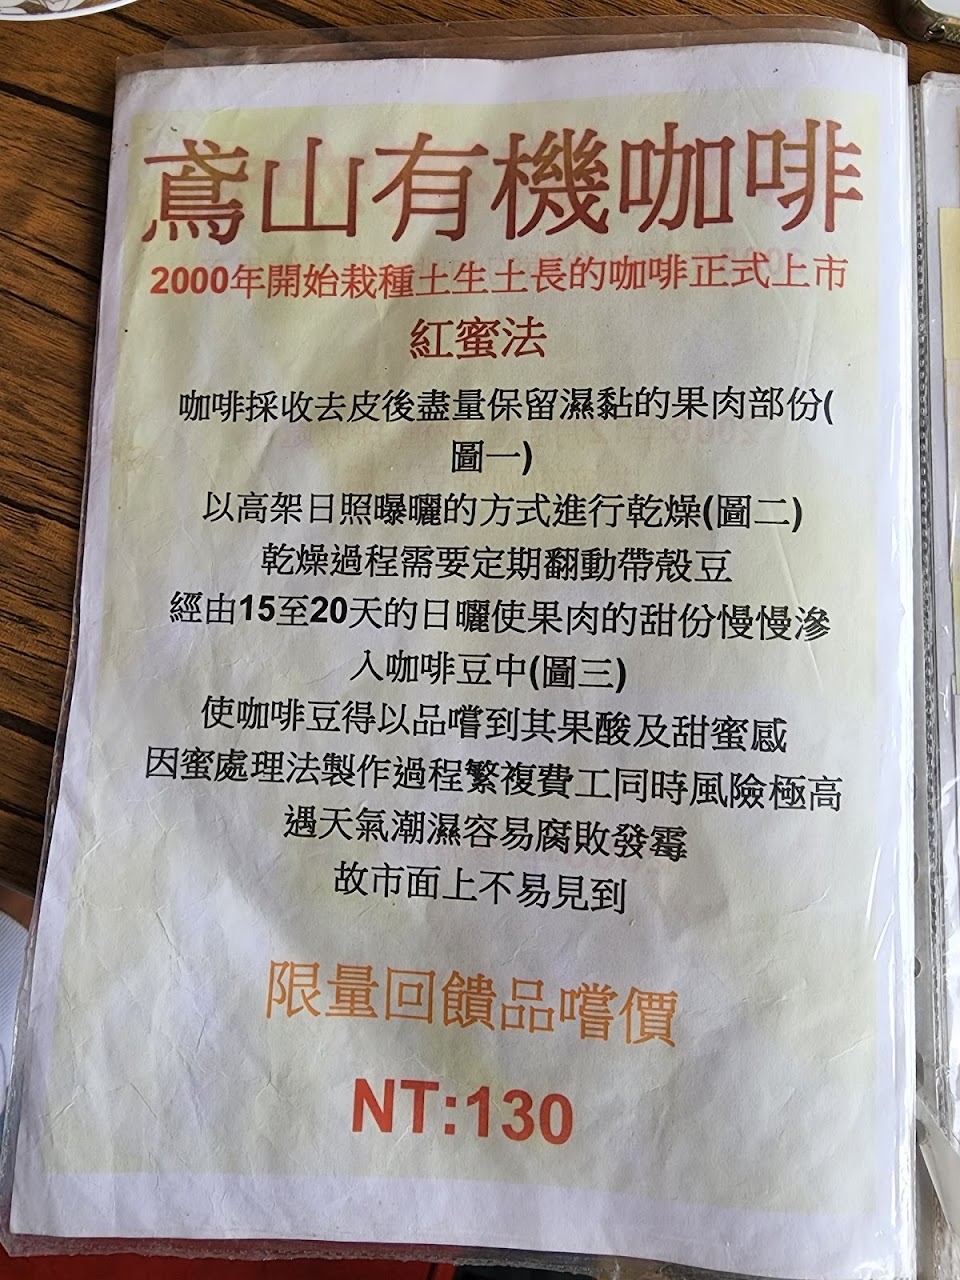 鳶山有機咖啡
2000年開始栽種土生土長的咖啡正式上市
紅蜜法
咖啡採收去皮後盡量保留濕黏的果肉部份(
圖一)
以高架日照曝曬的方式進行乾燥(圖二)
乾燥過程需要定期翻動帶殼豆
經由15至20天的日曬使果肉的甜份慢慢滲
入咖啡豆中(圖三)
使咖啡豆得以品嚐到其果酸及甜蜜感
因蜜處理法製作過程繁複費工同時風險極高
遇天氣潮濕容易腐敗發霉
故市面上不易見到
限量回饋品嚐價
NT:130